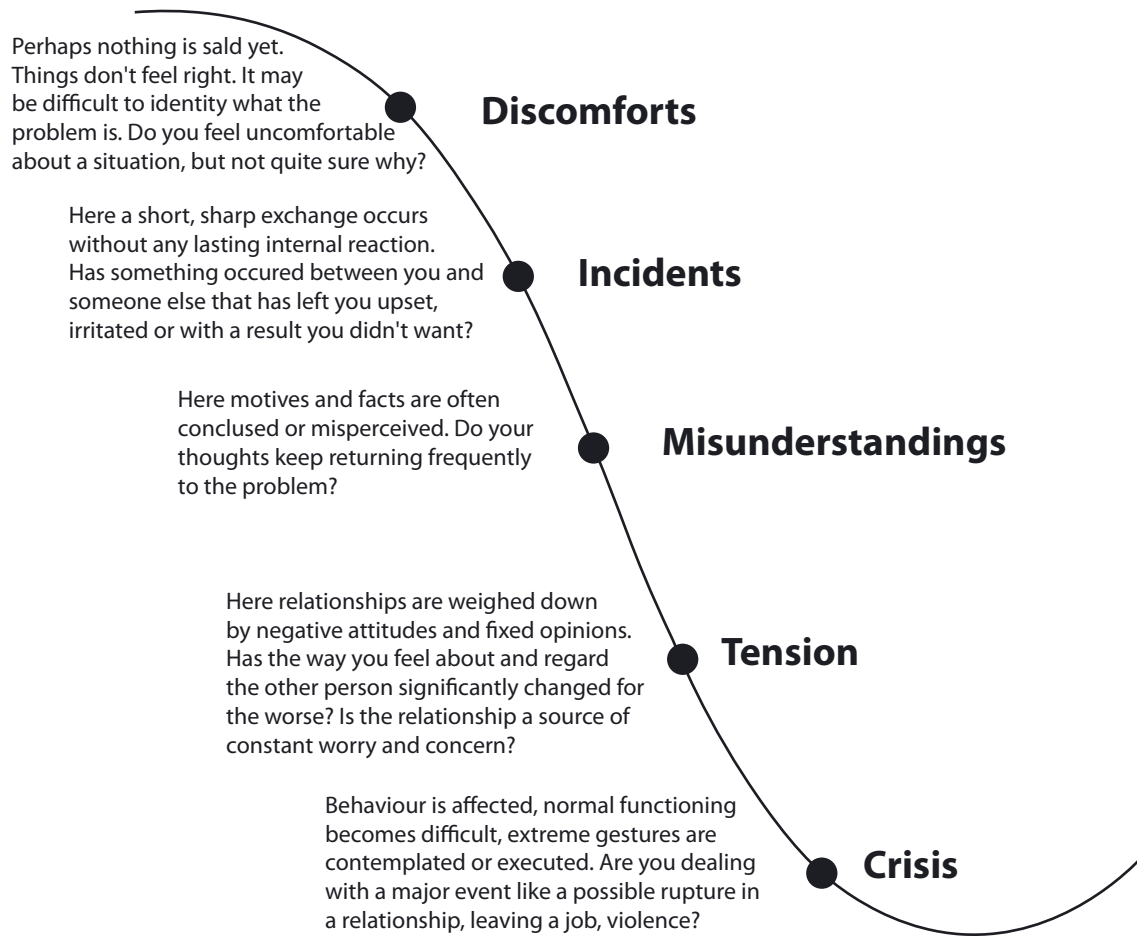 Perhaps nothing is sald yet.
Things don't feel right. It may
be difficult to identity what the
problem is. Do you feel uncomfortable
about a situation, but not quite sure why?
Discomforts
Here a short, sharp exchange occurs
without any lasting internal reaction.
Has something occured between you and
someone else that has left you upset,
irritated or with a result you didn't want?
Incidents
Here motives and facts are often
conclused or misperceived. Do your
thoughts keep returning frequently
to the problem?
Misunderstandings
Here relationships are weighed down
by negative attitudes and fixed opinions.
Has the way you feel about and regard
the other person significantly changed for
the worse? Is the relationship a source of
constant worry and concern?
Tension
Behaviour is affected, normal functioning
becomes difficult, extreme gestures are
contemplated or executed. Are you dealing
with a major event like a possible rupture in
a relationship, leaving a job, violence?
Crisis